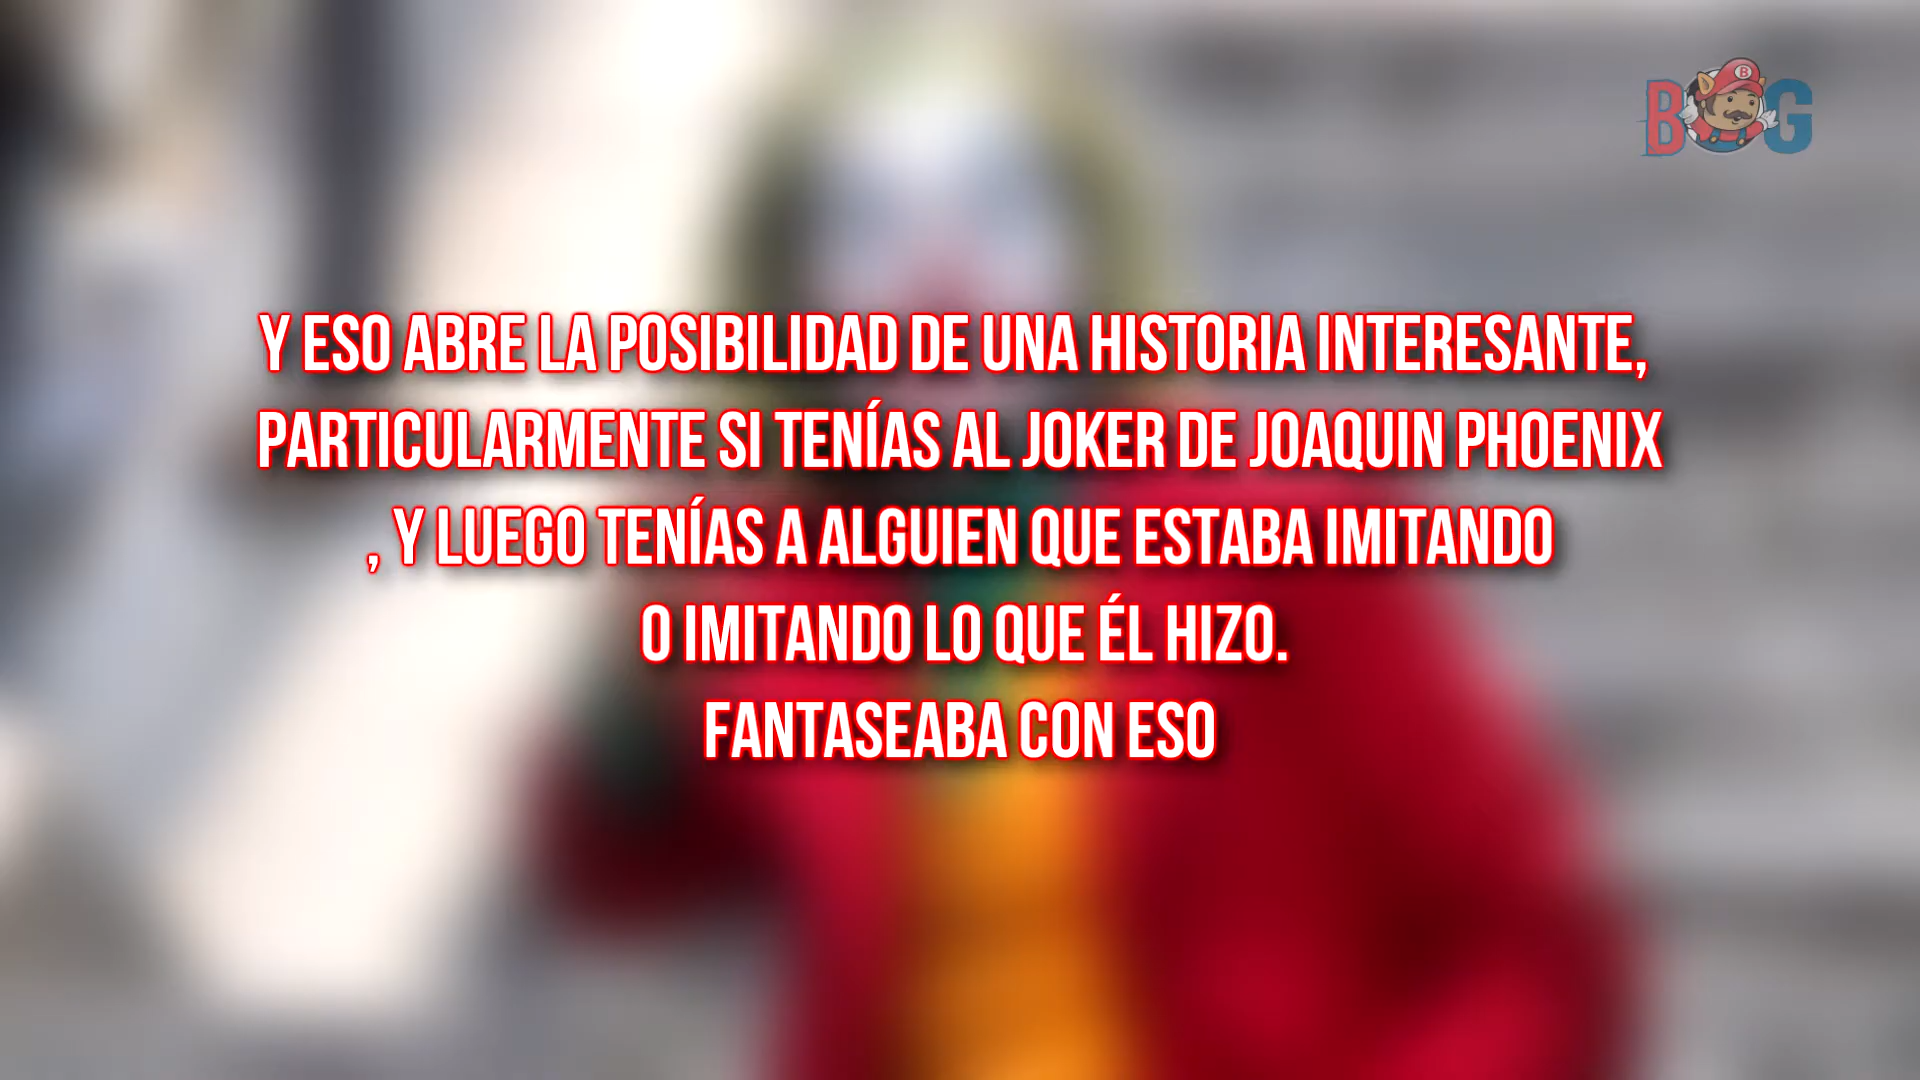 B G
B
Y ESO ABRE LA POSIBILIDAD DE UNA HISTORIA INTERESANTE,
PARTICULARMENTE SI TENÍAS AL JOKER DE JOAQUIN PHOENIX
, Y LUEGO TENÍAS A ALGUIEN QUE ESTABA IMITANDO
O IMITANDO LO QUE ÉL HIZO.
FANTASEABA CON ESO